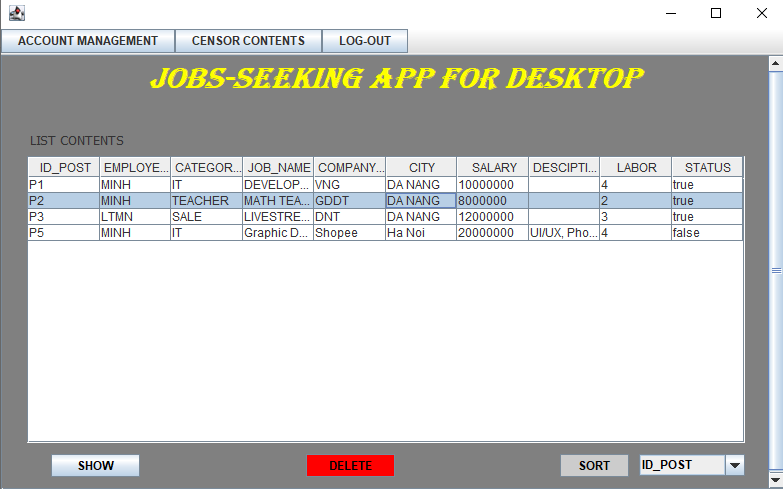 ACCOUNT MANAGEMENT CENSOR CONTENTS LOG-OUT
JOBS-SEEKING APP FOR DESKTOP
LIST CONTENTS
ID_POST EMPLOYE... CATEGOR... JOB_NAME COMPANY... CITY SALARY DESCIPTI... LABOR STATUS
P1 MINH IT DEVELOP... VNG DA NANG 10000000 4 true
P2 MINH TEACHER MATH TEA... GDDT DA NANG 8000000 2 true
P3 LTMN SALE LIVESTRE... DNT DA NANG 12000000 3 true
P5 MINH IT Graphic D... Shopee Ha Noi 20000000 UI/UX, Pho... 4 false
SHOW DELETE SORT ID_POST